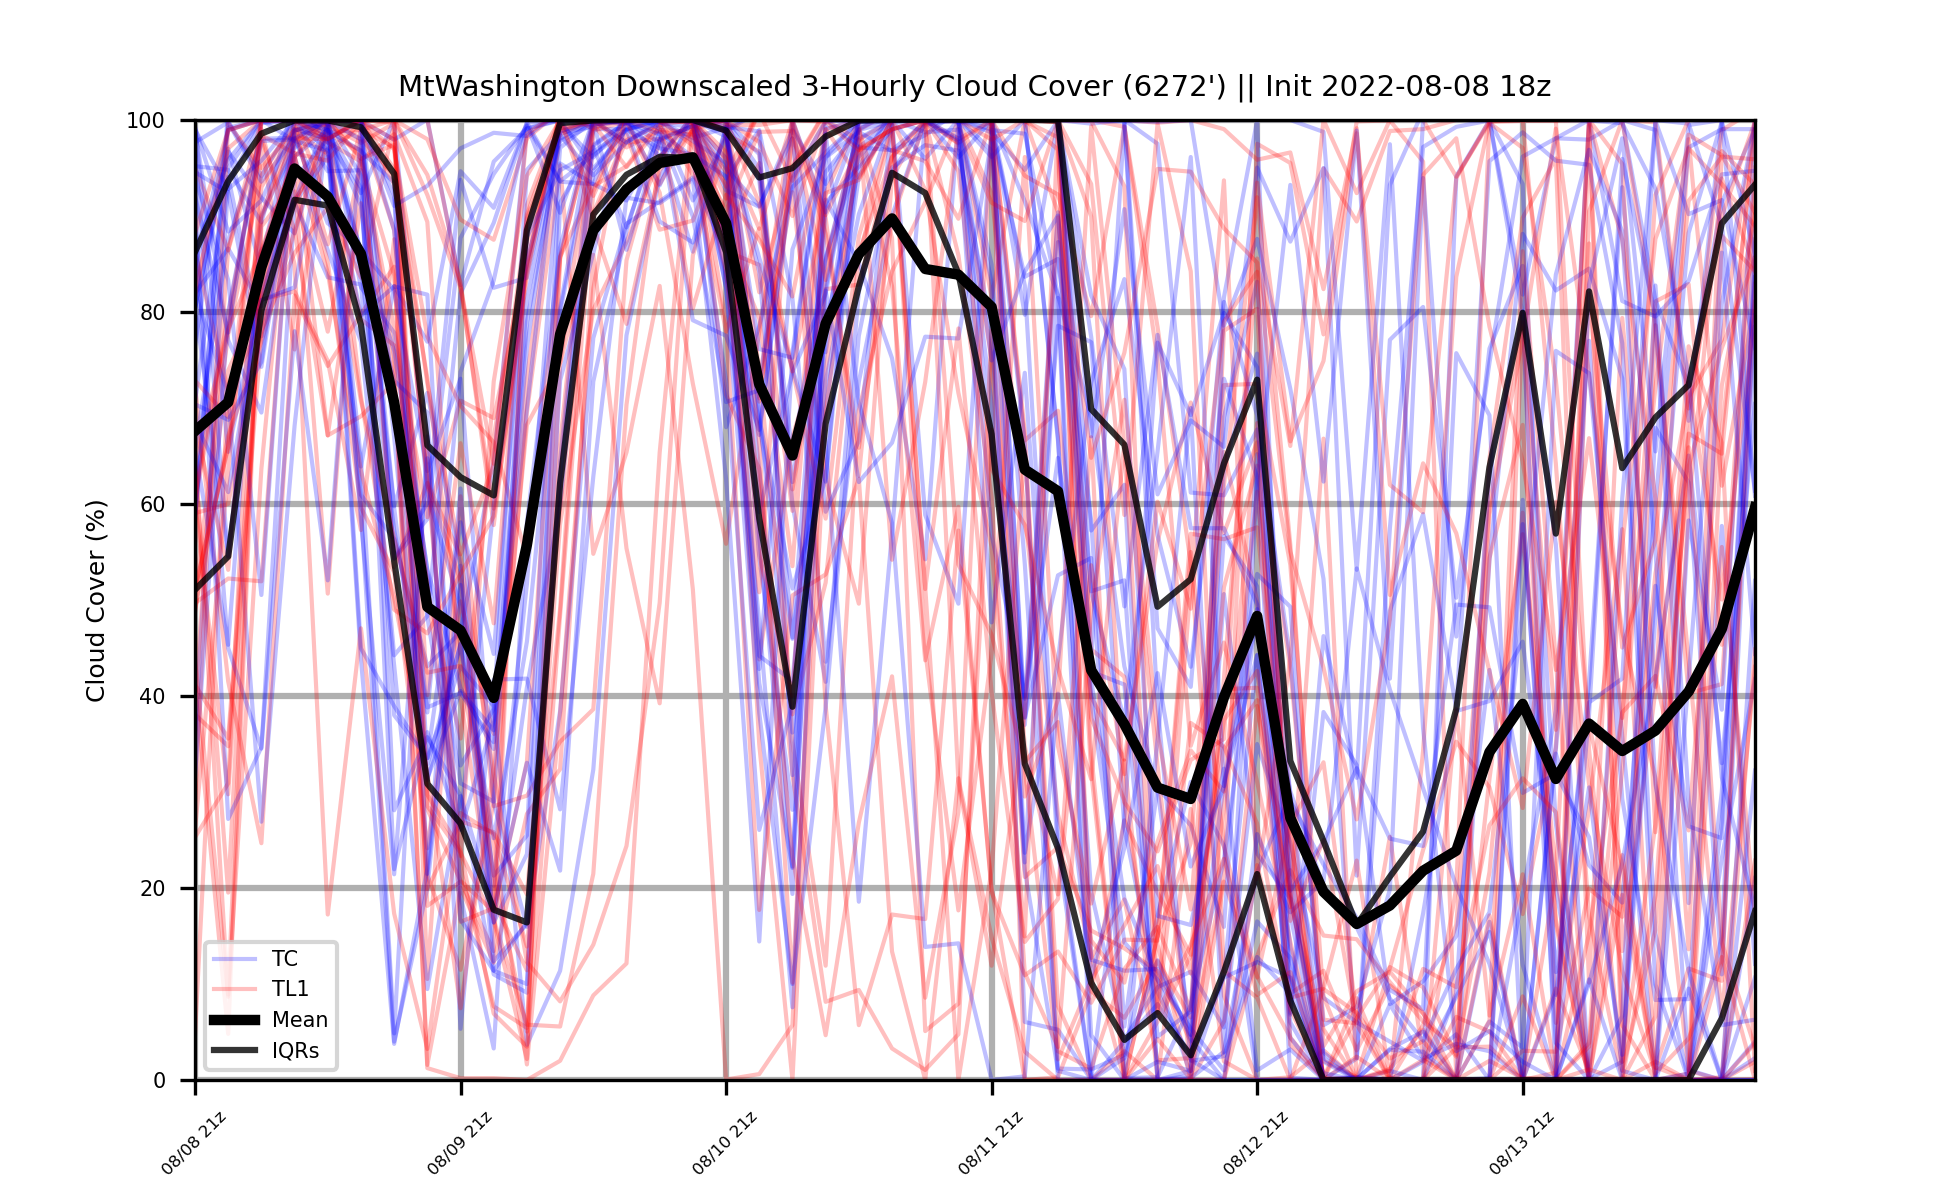 MtWashington Downscaled 3-Hourly Cloud Cover (6272') || Init 2022-08-08 18z
Cloud Cover (%)
100
80
60
40
20
0
TC
TL1
Mean
IQRs
08/08 21z
08/09 21z
08/10 21z
08/11 21z
08/12 21z
08/13 21z